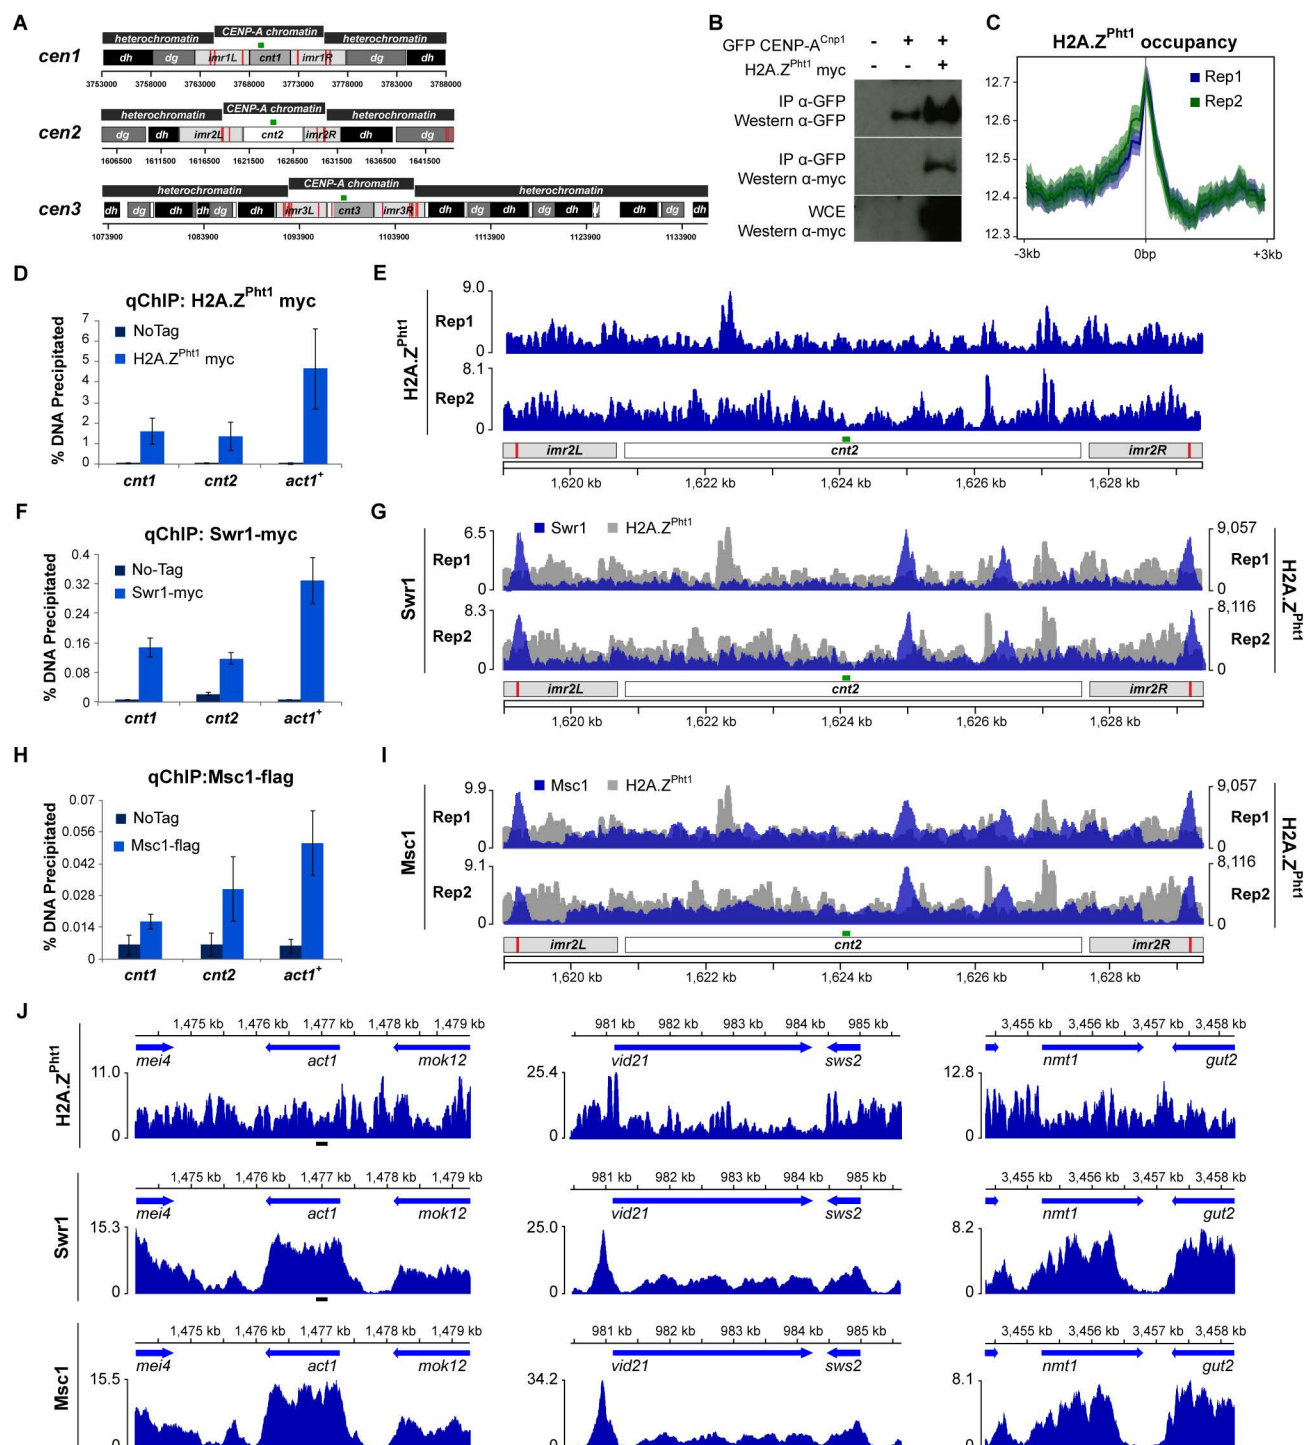 A
heterochromatin CENP-A chromatin heterochromatin
cen1 dh dg imr1L cnt1 imr1R dg dh
3753000 3758000 3763000 3768000 3773000 3778000 3783000 3788000
heterochromatin CENP-A chromatin heterochromatin
cen2 dg dh imr2L cnt2 imr2R dh dg
1606500 1611500 1616500 1621500 1626500 1631500 1636500 1641500
heterochromatin CENP-A chromatin heterochromatin
cen3 dh dg dh dh dg dh imr3L cnt3 imr3R dh dg dh dg dh dh dg dh
1073900 1083900 1093900 1103900 1113900 1123900 1133900
B
GFP CENP-A^Cnp1 - + +
H2A.Z^Pht1 myc - - +
IP α-GFP
Western α-GFP
IP α-GFP
Western α-myc
WCE
Western α-myc
C
H2A.Z^Pht1 occupancy
Rep1
Rep2
12.7
12.6
12.5
12.4
12.3
-3kb 0bp +3kb
D
qChIP: H2A.Z^Pht1 myc
NoTag
H2A.Z^Pht1 myc
% DNA Precipitated
7
6
5
4
3
2
1
0
cnt1 cnt2 act1+
E
H2A.Z^Pht1
9.0
Rep1
0
8.1
Rep2
0
imr2L cnt2 imr2R
1,620 kb 1,622 kb 1,624 kb 1,626 kb 1,628 kb
F
qChIP: Swr1-myc
No-Tag
Swr1-myc
% DNA Precipitated
0.4
0.32
0.24
0.16
0.08
0
cnt1 cnt2 act1+
G
Swr1 H2A.Z^Pht1
Swr1
6.5 9,057
Rep1 Rep1
0 0
8.3 8,116
Rep2 Rep2
0 0
H2A.Z^Pht1
imr2L cnt2 imr2R
1,620 kb 1,622 kb 1,624 kb 1,626 kb 1,628 kb
H
qChIP:Msc1-flag
NoTag
Msc1-flag
% DNA Precipitated
0.07
0.056
0.042
0.028
0.014
0
cnt1 cnt2 act1+
I
Msc1 H2A.Z^Pht1
Msc1
9.9 9,057
Rep1 Rep1
0 0
9.1 8,116
Rep2 Rep2
0 0
H2A.Z^Pht1
imr2L cnt2 imr2R
1,620 kb 1,622 kb 1,624 kb 1,626 kb 1,628 kb
J
H2A.Z^Pht1
1,475 kb 1,476 kb 1,477 kb 1,478 kb 1,479 kb
mei4 act1 mok12
11.0
0
981 kb 982 kb 983 kb 984 kb 985 kb
vid21 sws2
25.4
0
3,455 kb 3,456 kb 3,457 kb 3,458 kb
nmt1 gut2
12.8
0
Swr1
1,475 kb 1,476 kb 1,477 kb 1,478 kb 1,479 kb
mei4 act1 mok12
15.3
0
981 kb 982 kb 983 kb 984 kb 985 kb
vid21 sws2
25.0
0
3,455 kb 3,456 kb 3,457 kb 3,458 kb
nmt1 gut2
8.2
0
Msc1
1,475 kb 1,476 kb 1,477 kb 1,478 kb 1,479 kb
mei4 act1 mok12
15.5
0
981 kb 982 kb 983 kb 984 kb 985 kb
vid21 sws2
34.2
0
3,455 kb 3,456 kb 3,457 kb 3,458 kb
nmt1 gut2
8.1
0